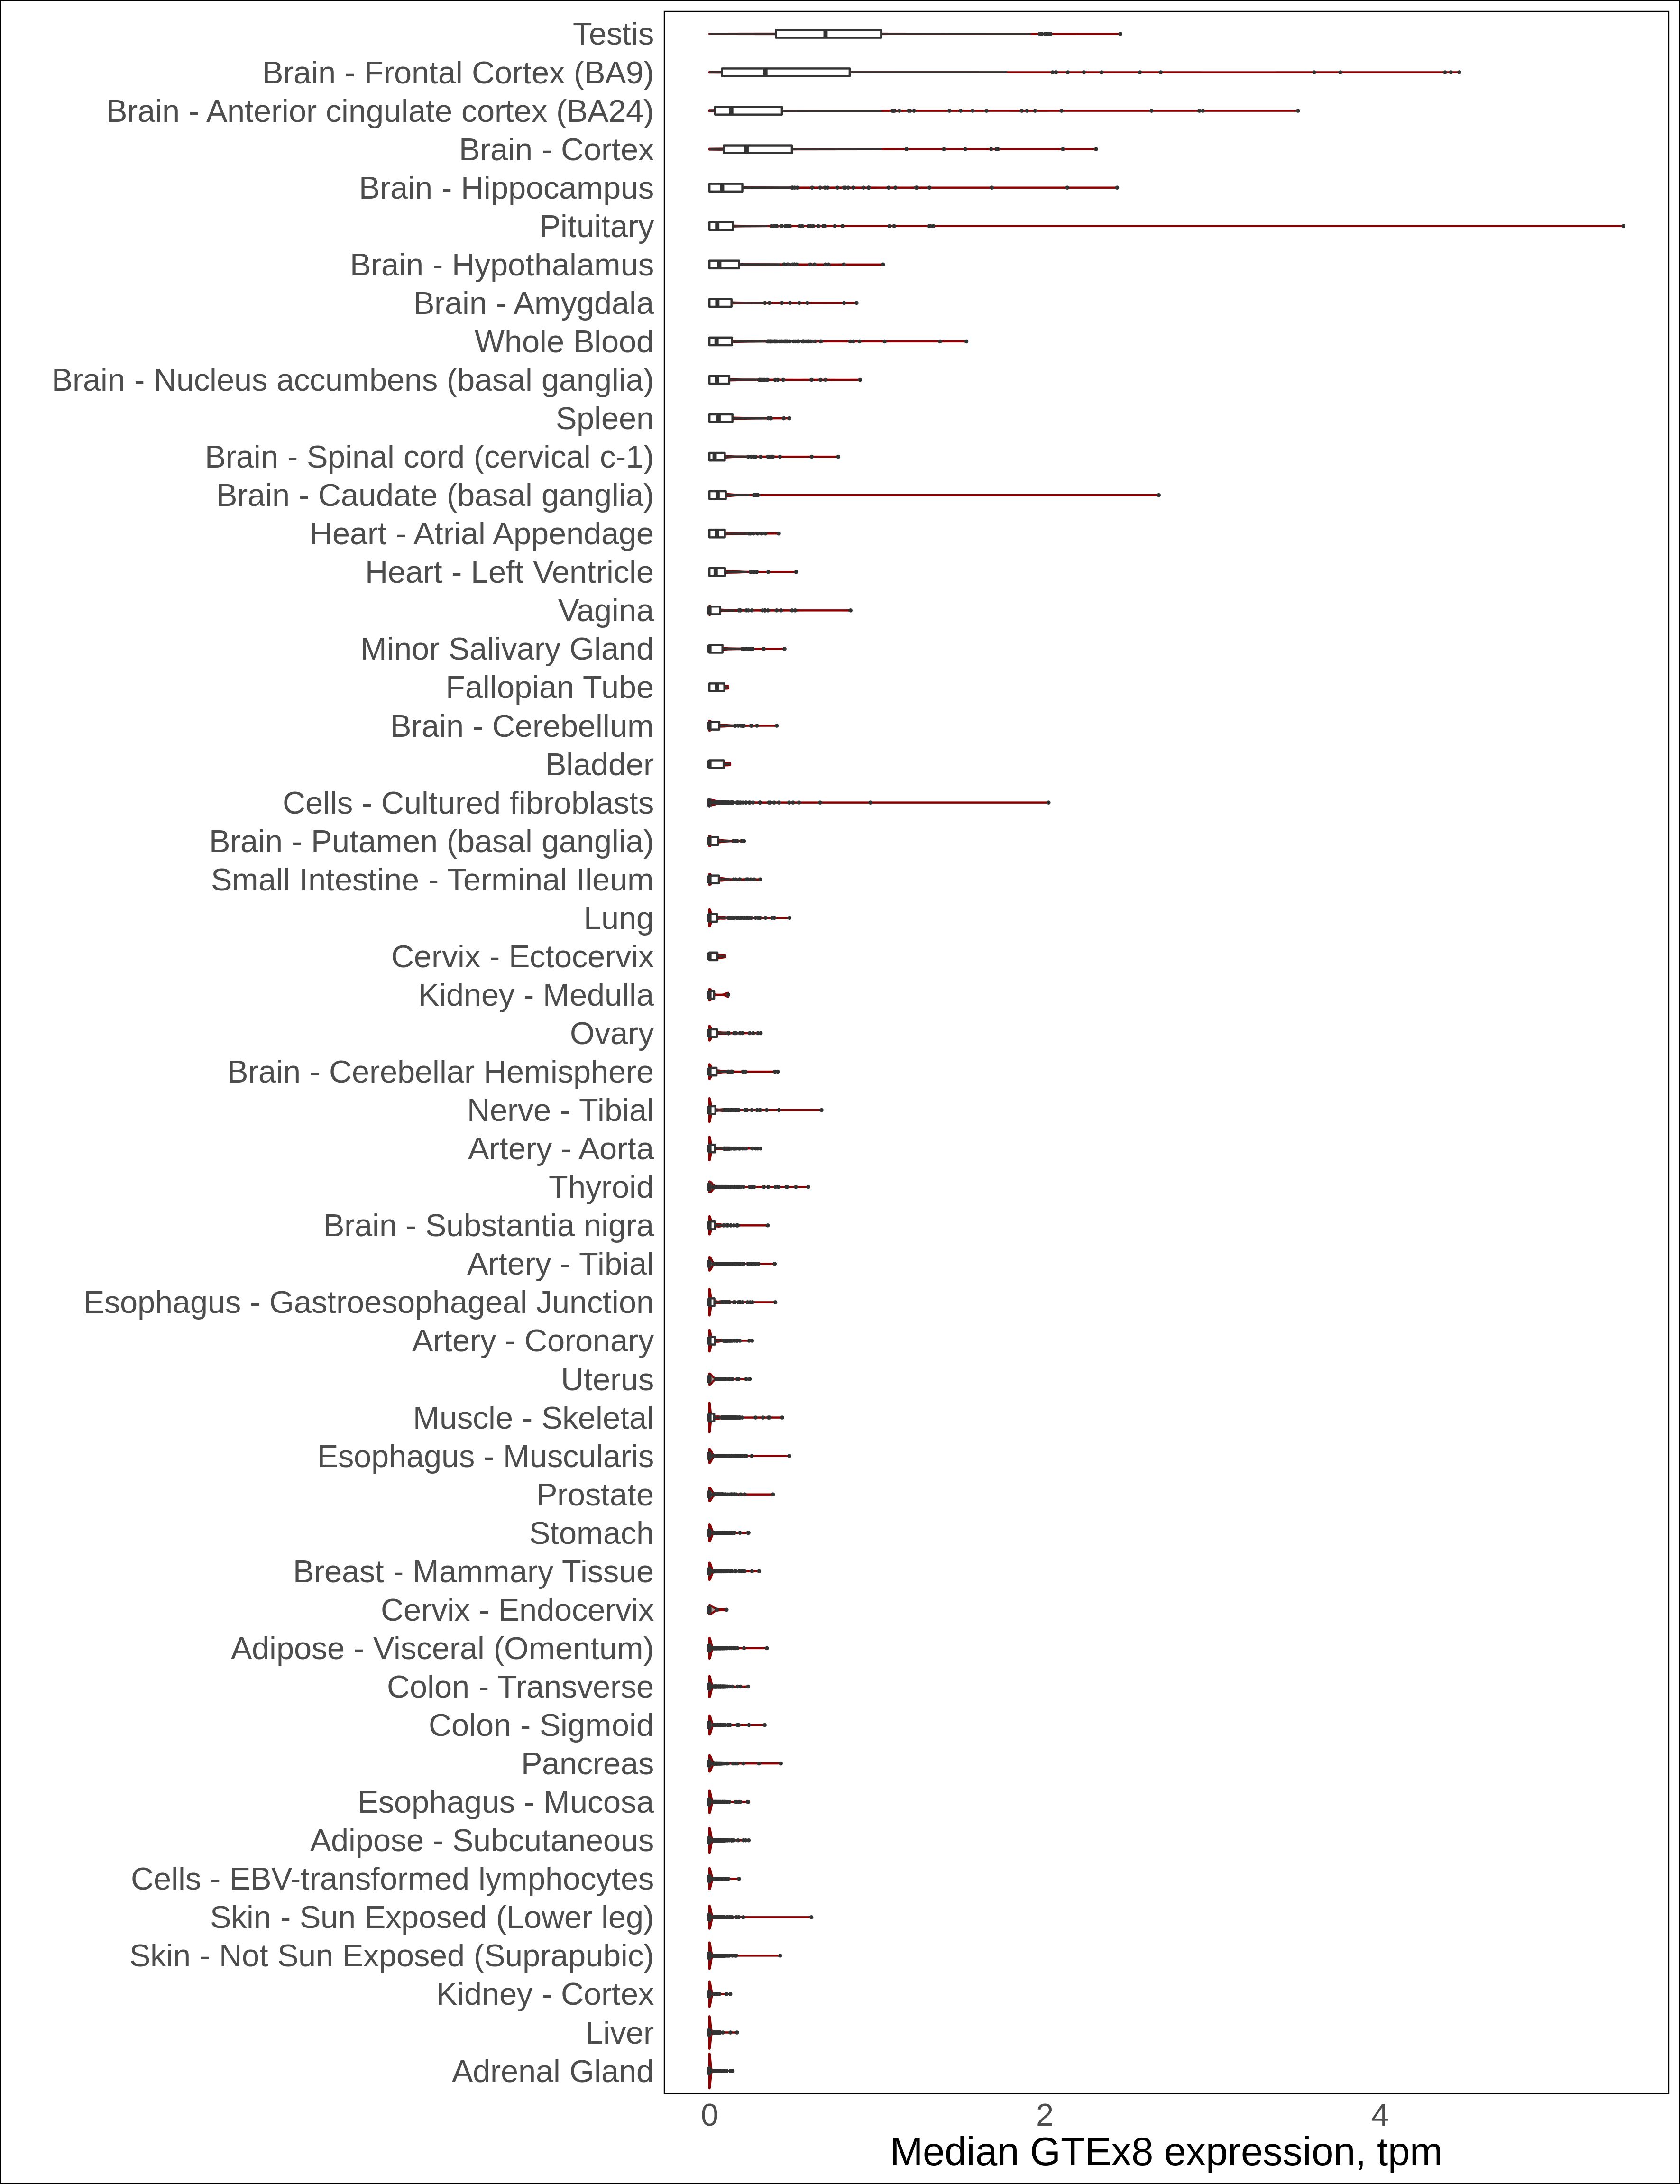 Testis
Brain - Frontal Cortex (BA9)
Brain - Anterior cingulate cortex (BA24)
Brain - Cortex
Brain - Hippocampus
Pituitary
Brain - Hypothalamus
Brain - Amygdala
Whole Blood
Brain - Nucleus accumbens (basal ganglia)
Spleen
Brain - Spinal cord (cervical c-1)
Brain - Caudate (basal ganglia)
Heart - Atrial Appendage
Heart - Left Ventricle
Vagina
Minor Salivary Gland
Fallopian Tube
Brain - Cerebellum
Bladder
Cells - Cultured fibroblasts
Brain - Putamen (basal ganglia)
Small Intestine - Terminal Ileum
Lung
Cervix - Ectocervix
Kidney - Medulla
Ovary
Brain - Cerebellar Hemisphere
Nerve - Tibial
Artery - Aorta
Thyroid
Brain - Substantia nigra
Artery - Tibial
Esophagus - Gastroesophageal Junction
Artery - Coronary
Uterus
Muscle - Skeletal
Esophagus - Muscularis
Prostate
Stomach
Breast - Mammary Tissue
Cervix - Endocervix
Adipose - Visceral (Omentum)
Colon - Transverse
Colon - Sigmoid
Pancreas
Esophagus - Mucosa
Adipose - Subcutaneous
Cells - EBV-transformed lymphocytes
Skin - Sun Exposed (Lower leg)
Skin - Not Sun Exposed (Suprapubic)
Kidney - Cortex
Liver
Adrenal Gland
0 2 4
Median GTEx8 expression, tpm